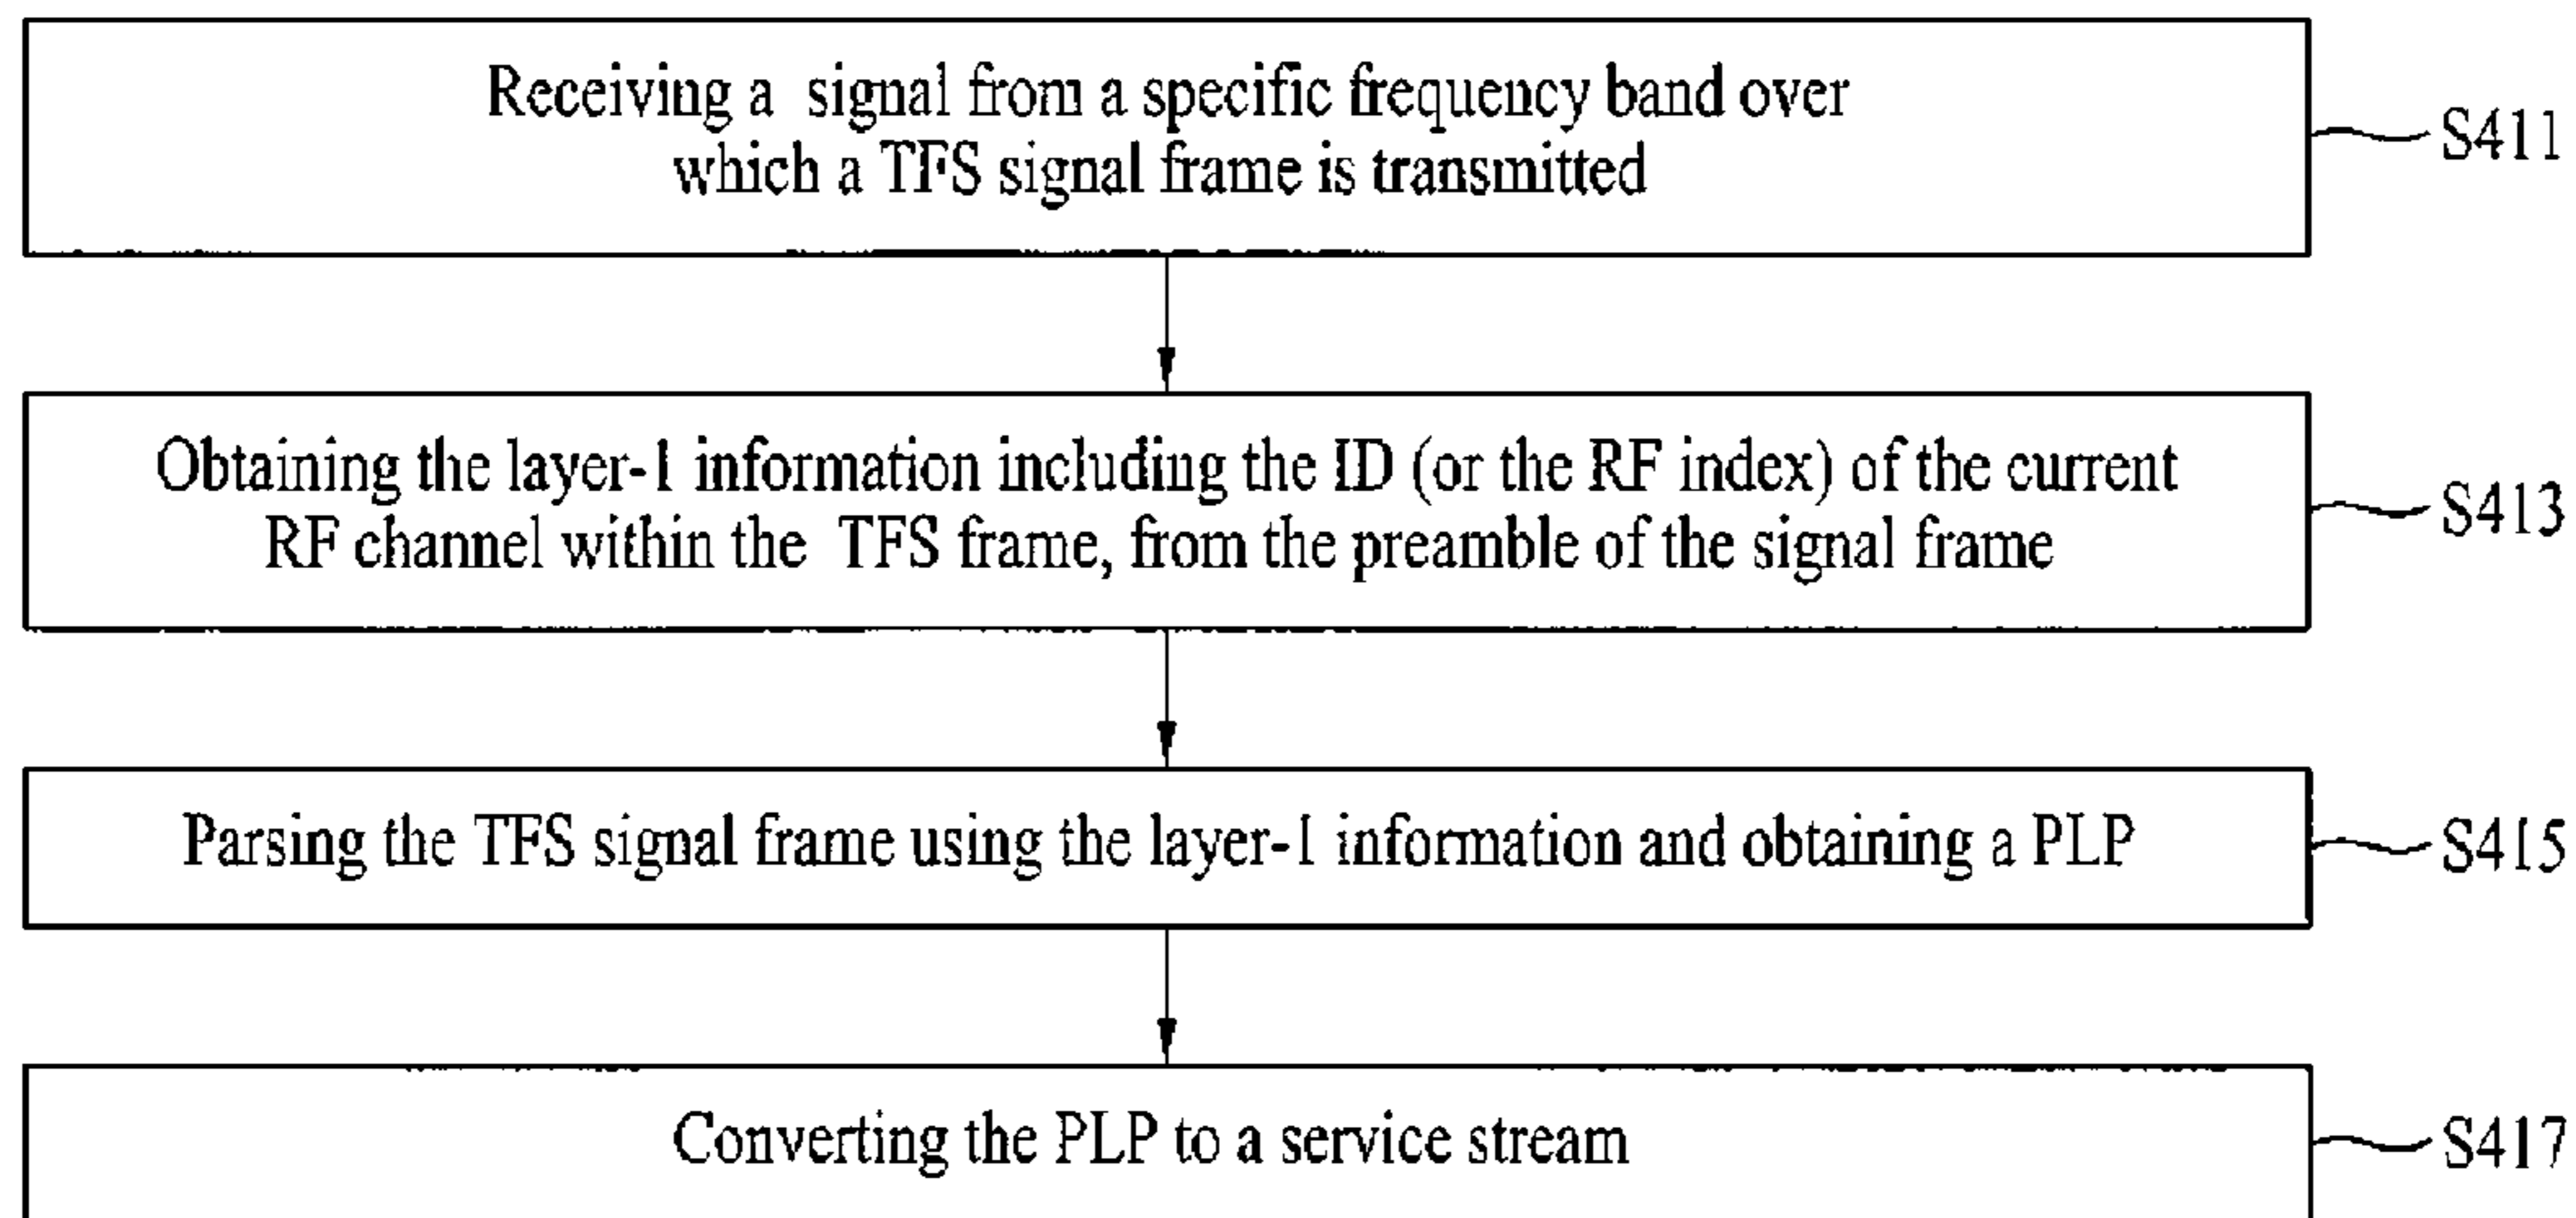 Receiving a signal from a specific frequency band over
which a TFS signal frame is transmitted
S411
Obtaining the layer-1 information including the ID (or the RF index) of the current
RF channel within the TFS frame, from the preamble of the signal frame
S413
Parsing the TFS signal frame using the layer-1 information and obtaining a PLP
S415
Converting the PLP to a service stream
S417